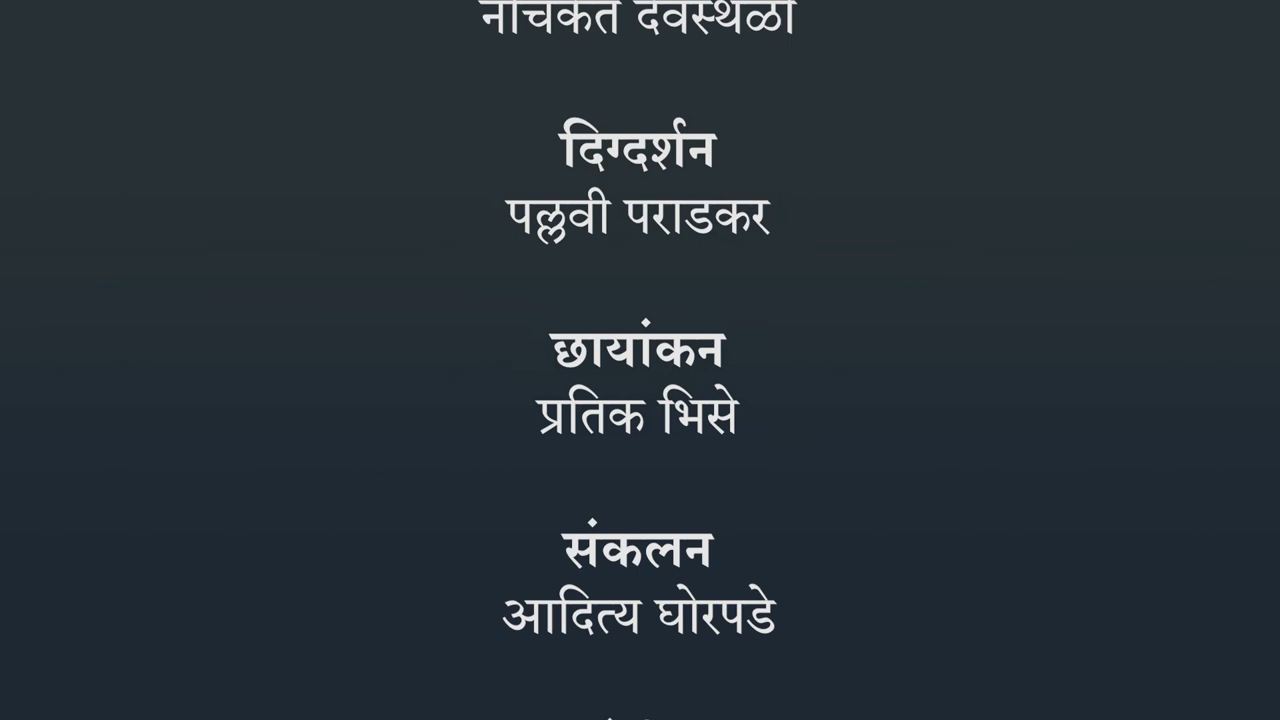 दिग्दर्शन
पल्लवी पराडकर
छायांकन
प्रतिक भिसे
संकलन
आदित्य घोरपडे